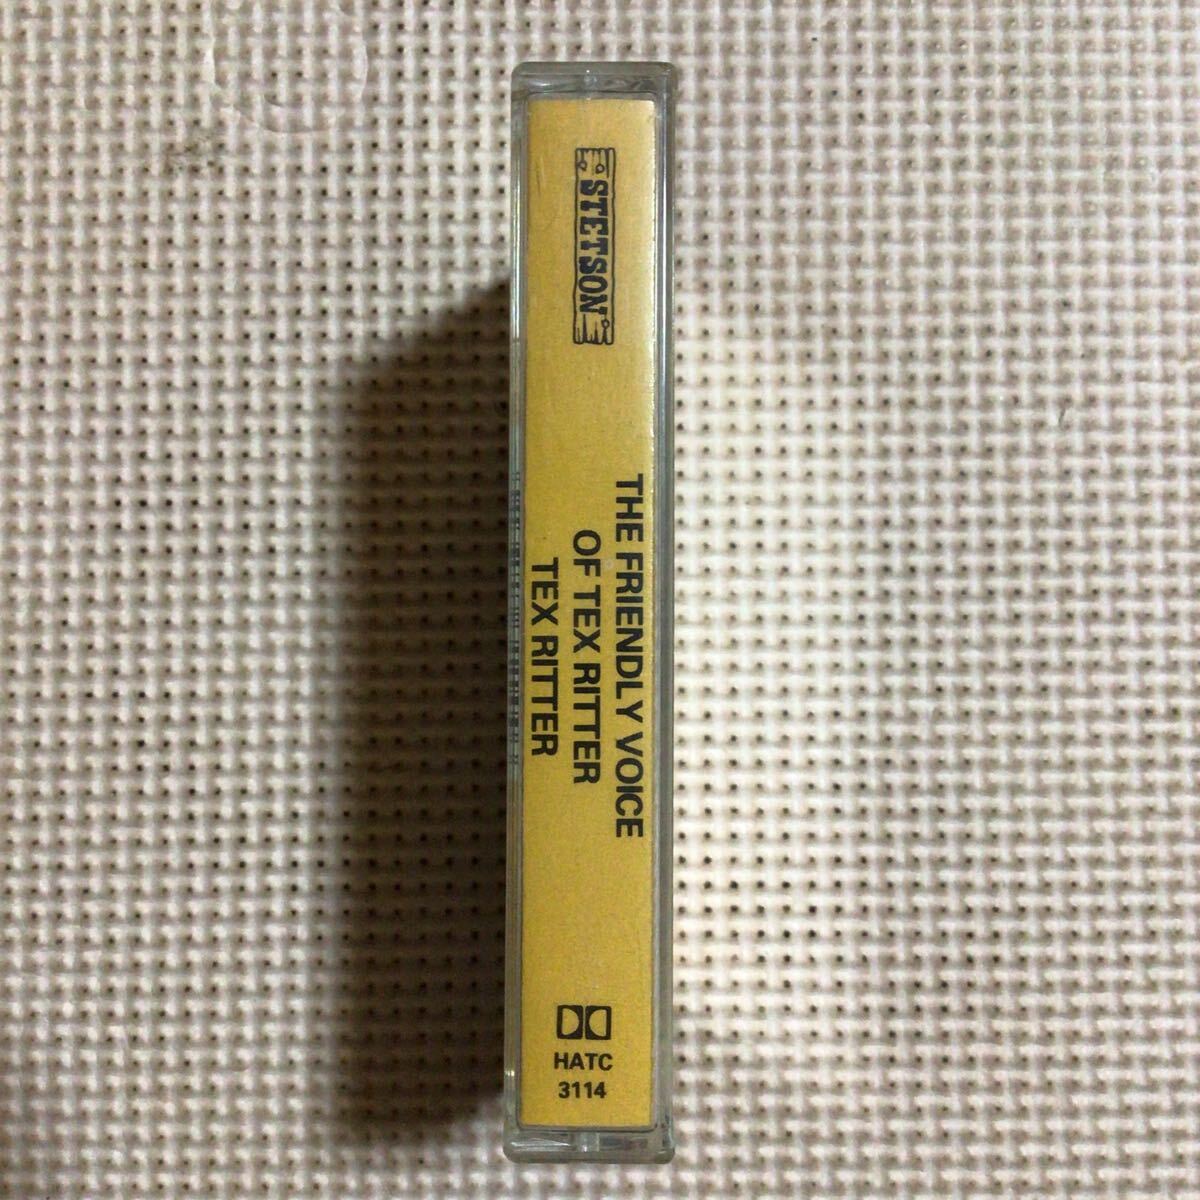 STETSON
THE FRIENDLY VOICE
OF TEX RITTER
TEX RITTER
HATC
3114